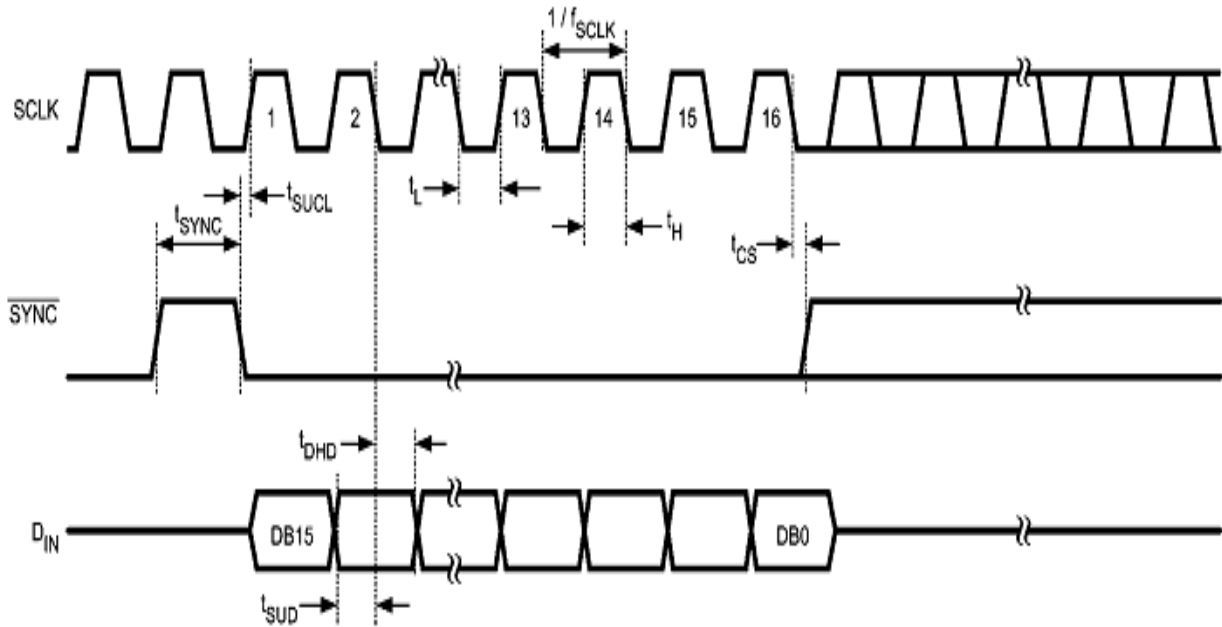 1 / fSCLK
SCLK
1 2 13 14 15 16
tSUCL
tL
tH
tSYNC
tCS
SYNC
tDHD
DIN
DB15 DB0
tSUD